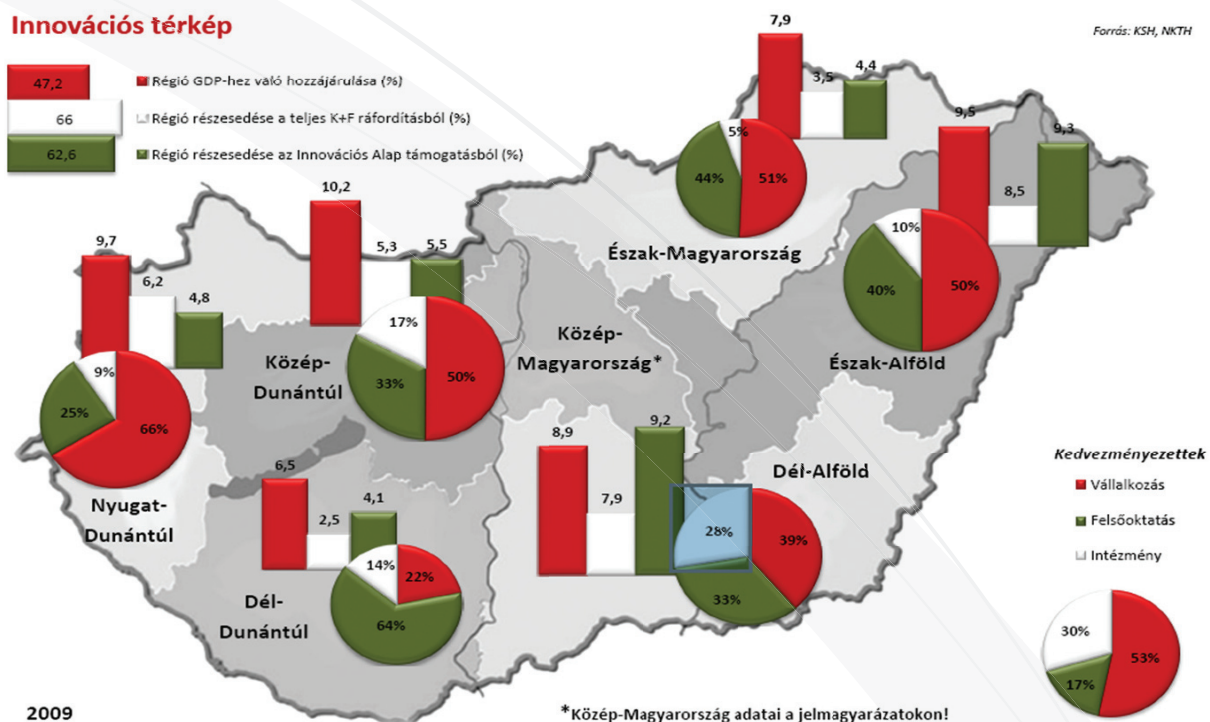 Innovációs térkép
Forrás: KSH, NKTH
47,2 Régió GDP-hez való hozzájárulása (%)
66 Régió részesedése a teljes K+F ráfordításból (%)
62,6 Régió részesedése az Innovációs Alap támogatásból (%)
7,9
3,5
4,4
5%
44%
51%
Észak-Magyarország
9,5
8,5
9,3
10%
40%
50%
Észak-Alföld
10,2
5,3
5,5
17%
33%
50%
Közép-
Dunántúl
Közép-
Magyarország*
9,7
6,2
4,8
9%
25%
66%
Nyugat-
Dunántúl
6,5
2,5
4,1
14%
22%
64%
Dél-
Dunántúl
8,9
7,9
9,2
28%
39%
33%
Dél-Alföld
Kedvezményezettek
Vállalkozás
Felsőoktatás
Intézmény
30%
53%
17%
2009
*Közép-Magyarország adatai a jelmagyarázatokon!